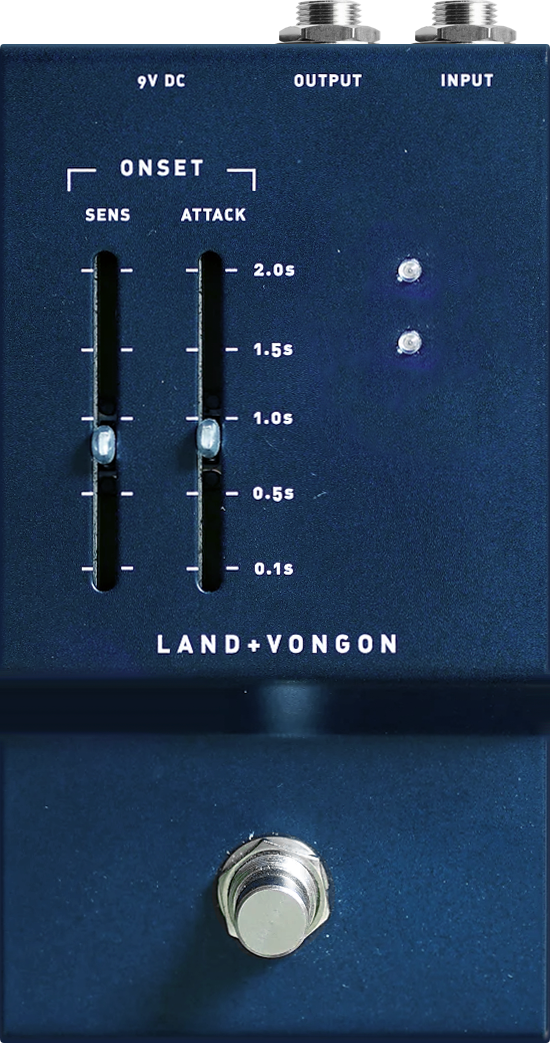 9V DC OUTPUT INPUT
ONSET
SENS ATTACK
2.0s
1.5s
1.0s
0.5s
0.1s
LAND+VONGON